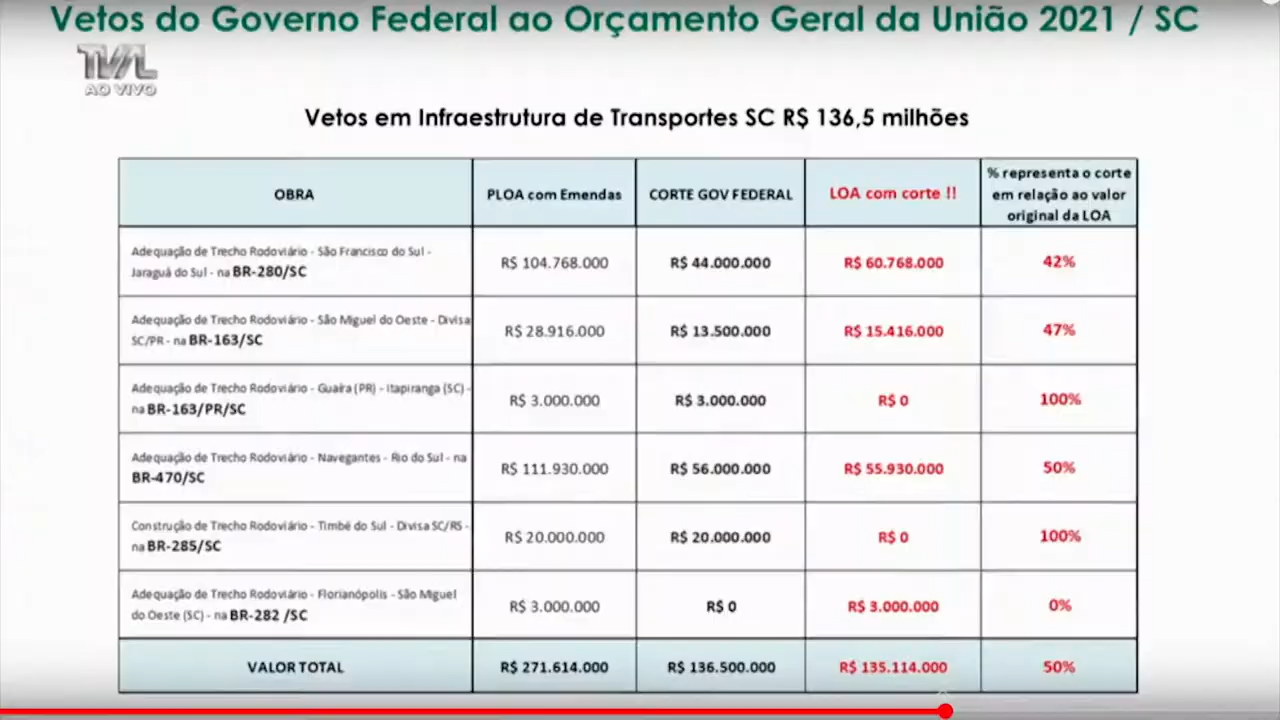 Vetos do Governo Federal ao Orçamento Geral da União 2021 / SC
TVAL
AO VIVO
Vetos em Infraestrutura de Transportes SC R$ 136,5 milhões
OBRA
PLOA com Emendas
CORTE GOV FEDERAL
LOA com corte !!
% representa o corte
em relação ao valor
original da LOA
Adequação de Trecho Rodoviário - São Francisco do Sul -
Jaraguá do Sul - na BR-280/SC
R$ 104.768.000
R$ 44.000.000
R$ 60.768.000
42%
Adequação de Trecho Rodoviário - São Miguel do Oeste - Divisa
SC/PR - na BR-163/SC
R$ 28.916.000
R$ 13.500.000
R$ 15.416.000
47%
Adequação de Trecho Rodoviário - Guaíra (PR) - Itapiranga (SC) -
na BR-163/PR/SC
R$ 3.000.000
R$ 3.000.000
R$ 0
100%
Adequação de Trecho Rodoviário - Navegantes - Rio do Sul - na
BR-470/SC
R$ 111.930.000
R$ 56.000.000
R$ 55.930.000
50%
Construção de Trecho Rodoviário - Timbé do Sul - Divisa SC/RS -
na BR-285/SC
R$ 20.000.000
R$ 20.000.000
R$ 0
100%
Adequação de Trecho Rodoviário - Florianópolis - São Miguel
do Oeste (SC) - na BR-282 /SC
R$ 3.000.000
R$ 0
R$ 3.000.000
0%
VALOR TOTAL
R$ 271.614.000
R$ 136.500.000
R$ 135.114.000
50%